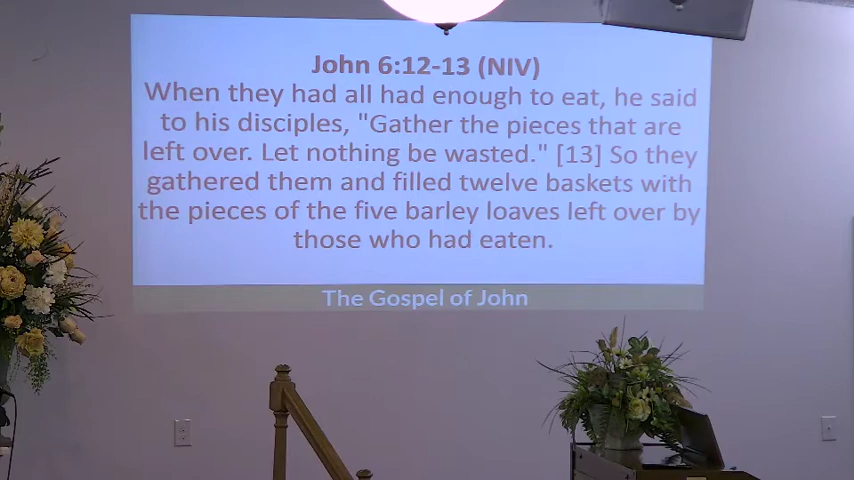 John 6:12-13 (NIV)
When they had all had enough to eat, he said
to his disciples, "Gather the pieces that are
left over. Let nothing be wasted." [13] So they
gathered them and filled twelve baskets with
the pieces of the five barley loaves left over by
those who had eaten.
The Gospel of John